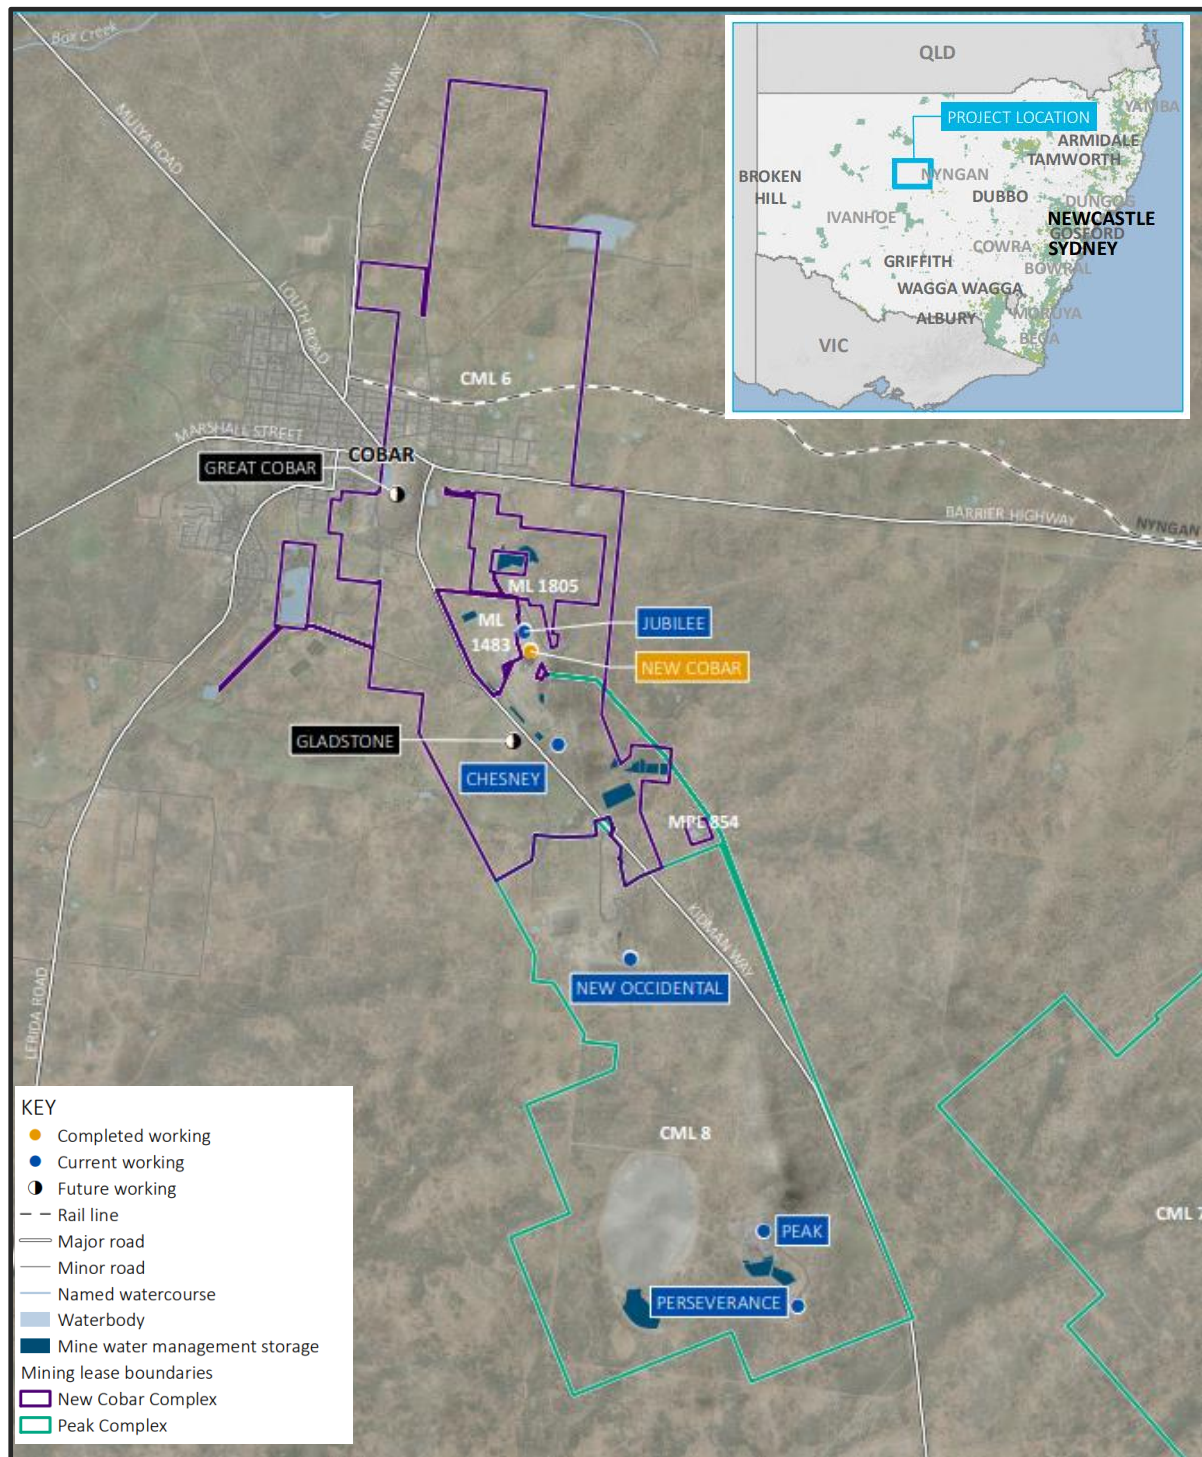 Box Creek
MULYA ROAD
KIDMAN WAY
LOUTH ROAD
CML 6
MARSHALL STREET
COBAR
GREAT COBAR
BARRIER HIGHWAY
NYNGAN
ML 1805
ML
1483
JUBILEE
NEW COBAR
GLADSTONE
CHESNEY
MPL 854
KIDMAN WAY
NEW OCCIDENTAL
LERIDA ROAD
CML 8
CML 7
PEAK
PERSEVERANCE
QLD
PROJECT LOCATION
YAMBA
ARMIDALE
TAMWORTH
BROKEN
HILL
NYNGAN
DUBBO
DUNGOG
IVANHOE
NEWCASTLE
GOSFORD
COWRA
SYDNEY
GRIFFITH
BOWRAL
WAGGA WAGGA
ALBURY
MORUYA
VIC
BEGA
KEY
Completed working
Current working
Future working
Rail line
Major road
Minor road
Named watercourse
Waterbody
Mine water management storage
Mining lease boundaries
New Cobar Complex
Peak Complex